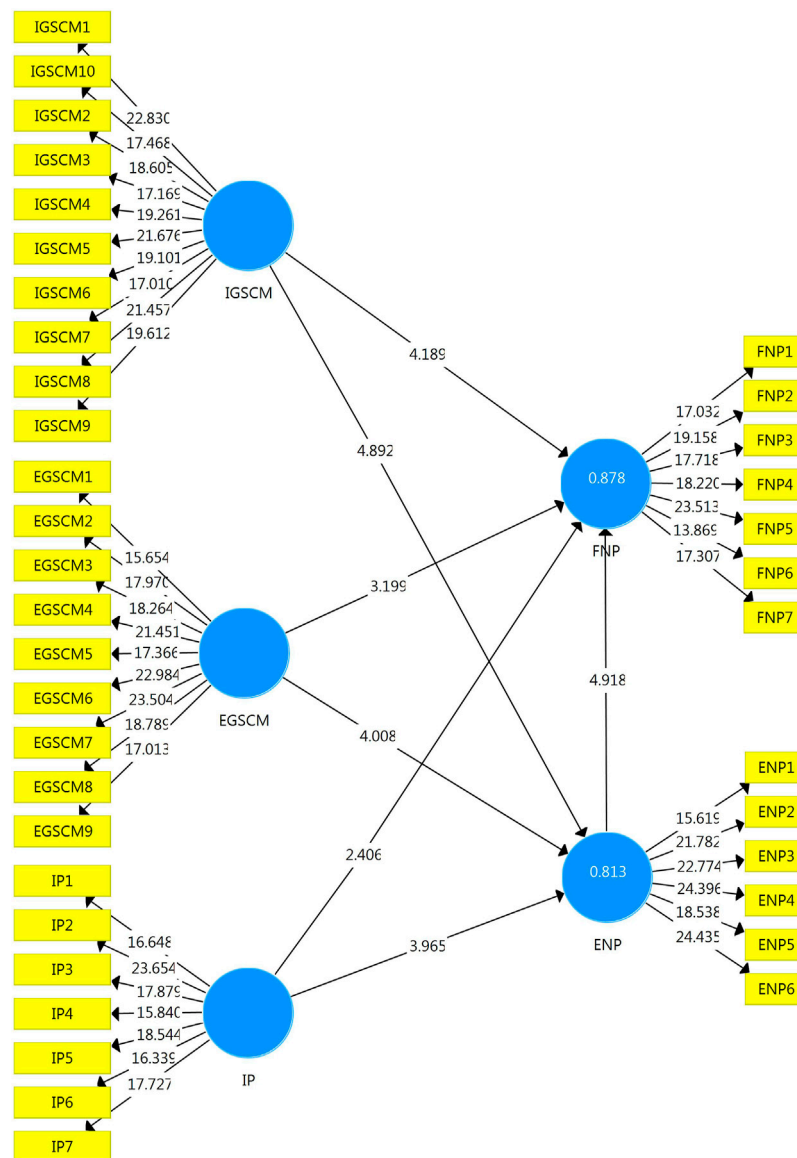 IGSCM1
IGSCM10
IGSCM2
IGSCM3
IGSCM4
IGSCM5
IGSCM6
IGSCM7
IGSCM8
IGSCM9
22.830
17.468
18.605
17.169
19.261
21.676
19.101
17.010
21.457
19.612
IGSCM
EGSCM1
EGSCM2
EGSCM3
EGSCM4
EGSCM5
EGSCM6
EGSCM7
EGSCM8
EGSCM9
15.654
17.970
18.264
21.451
17.366
22.984
23.504
18.789
17.013
EGSCM
IP1
IP2
IP3
IP4
IP5
IP6
IP7
16.648
23.654
17.879
15.840
18.544
16.339
17.727
IP
4.189
4.892
3.199
4.008
2.406
3.965
4.918
0.878
FNP
17.032
19.158
17.718
18.220
23.513
13.869
17.307
FNP1
FNP2
FNP3
FNP4
FNP5
FNP6
FNP7
0.813
ENP
15.619
21.782
22.774
24.396
18.538
24.435
ENP1
ENP2
ENP3
ENP4
ENP5
ENP6